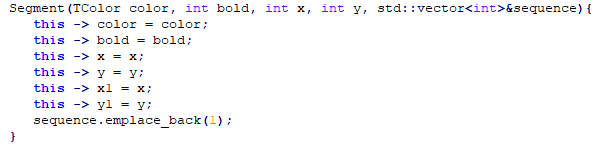 Segment(TColor color, int bold, int x, int y, std::vector<int>&sequence){
this -> color = color;
this -> bold = bold;
this -> x = x;
this -> y = y;
this -> x1 = x;
this -> y1 = y;
sequence.emplace_back(1);
}